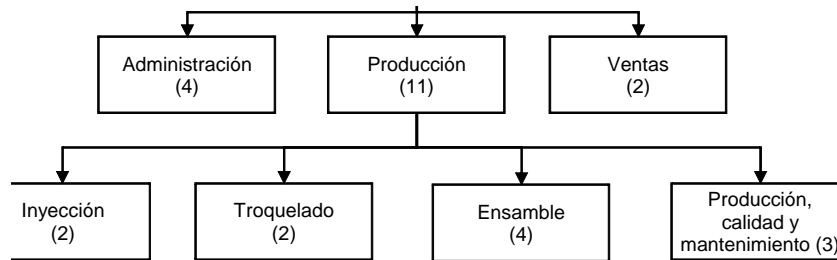 Administración
(4)
Producción
(11)
Ventas
(2)
Inyección
(2)
Troquelado
(2)
Ensamble
(4)
Producción,
calidad y
mantenimiento (3)